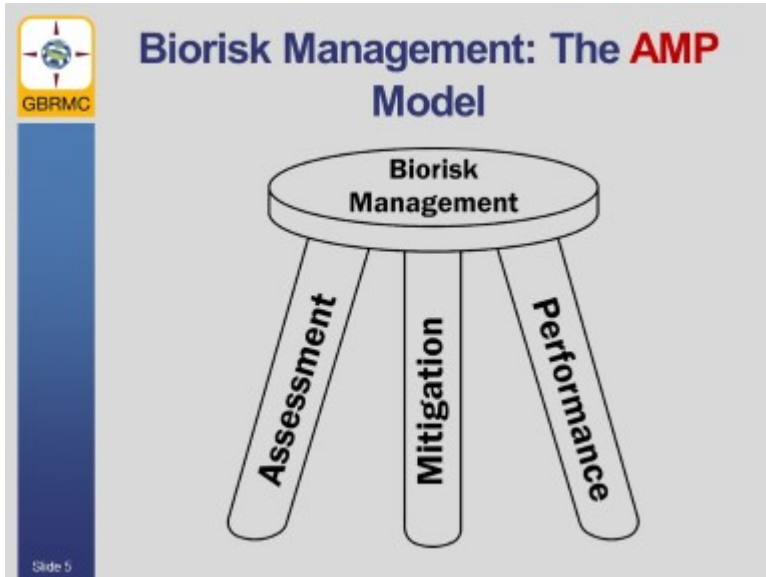 GBRMC
Biorisk Management: The AMP
Model
Biorisk
Management
Assessment
Mitigation
Performance
Slide 5